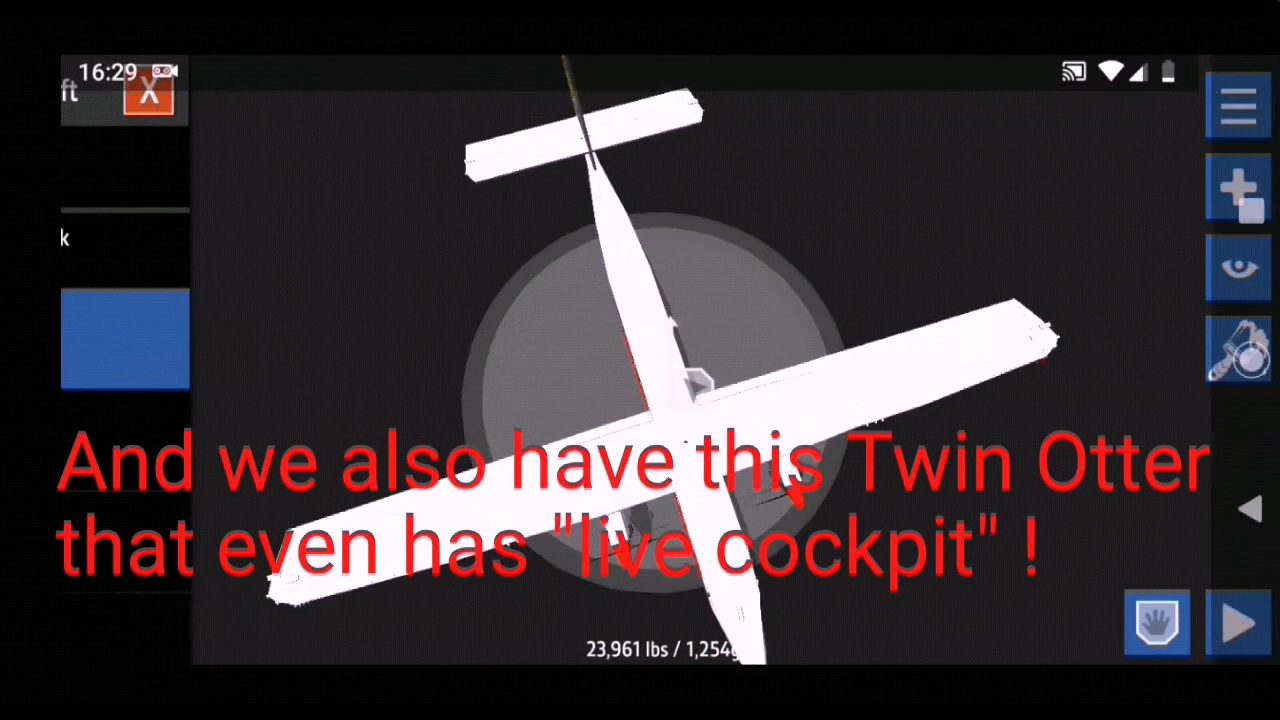 16:29
ft
X
k
And we also have this Twin Otter
that even has "live cockpit" !
23,961 lbs / 1,254